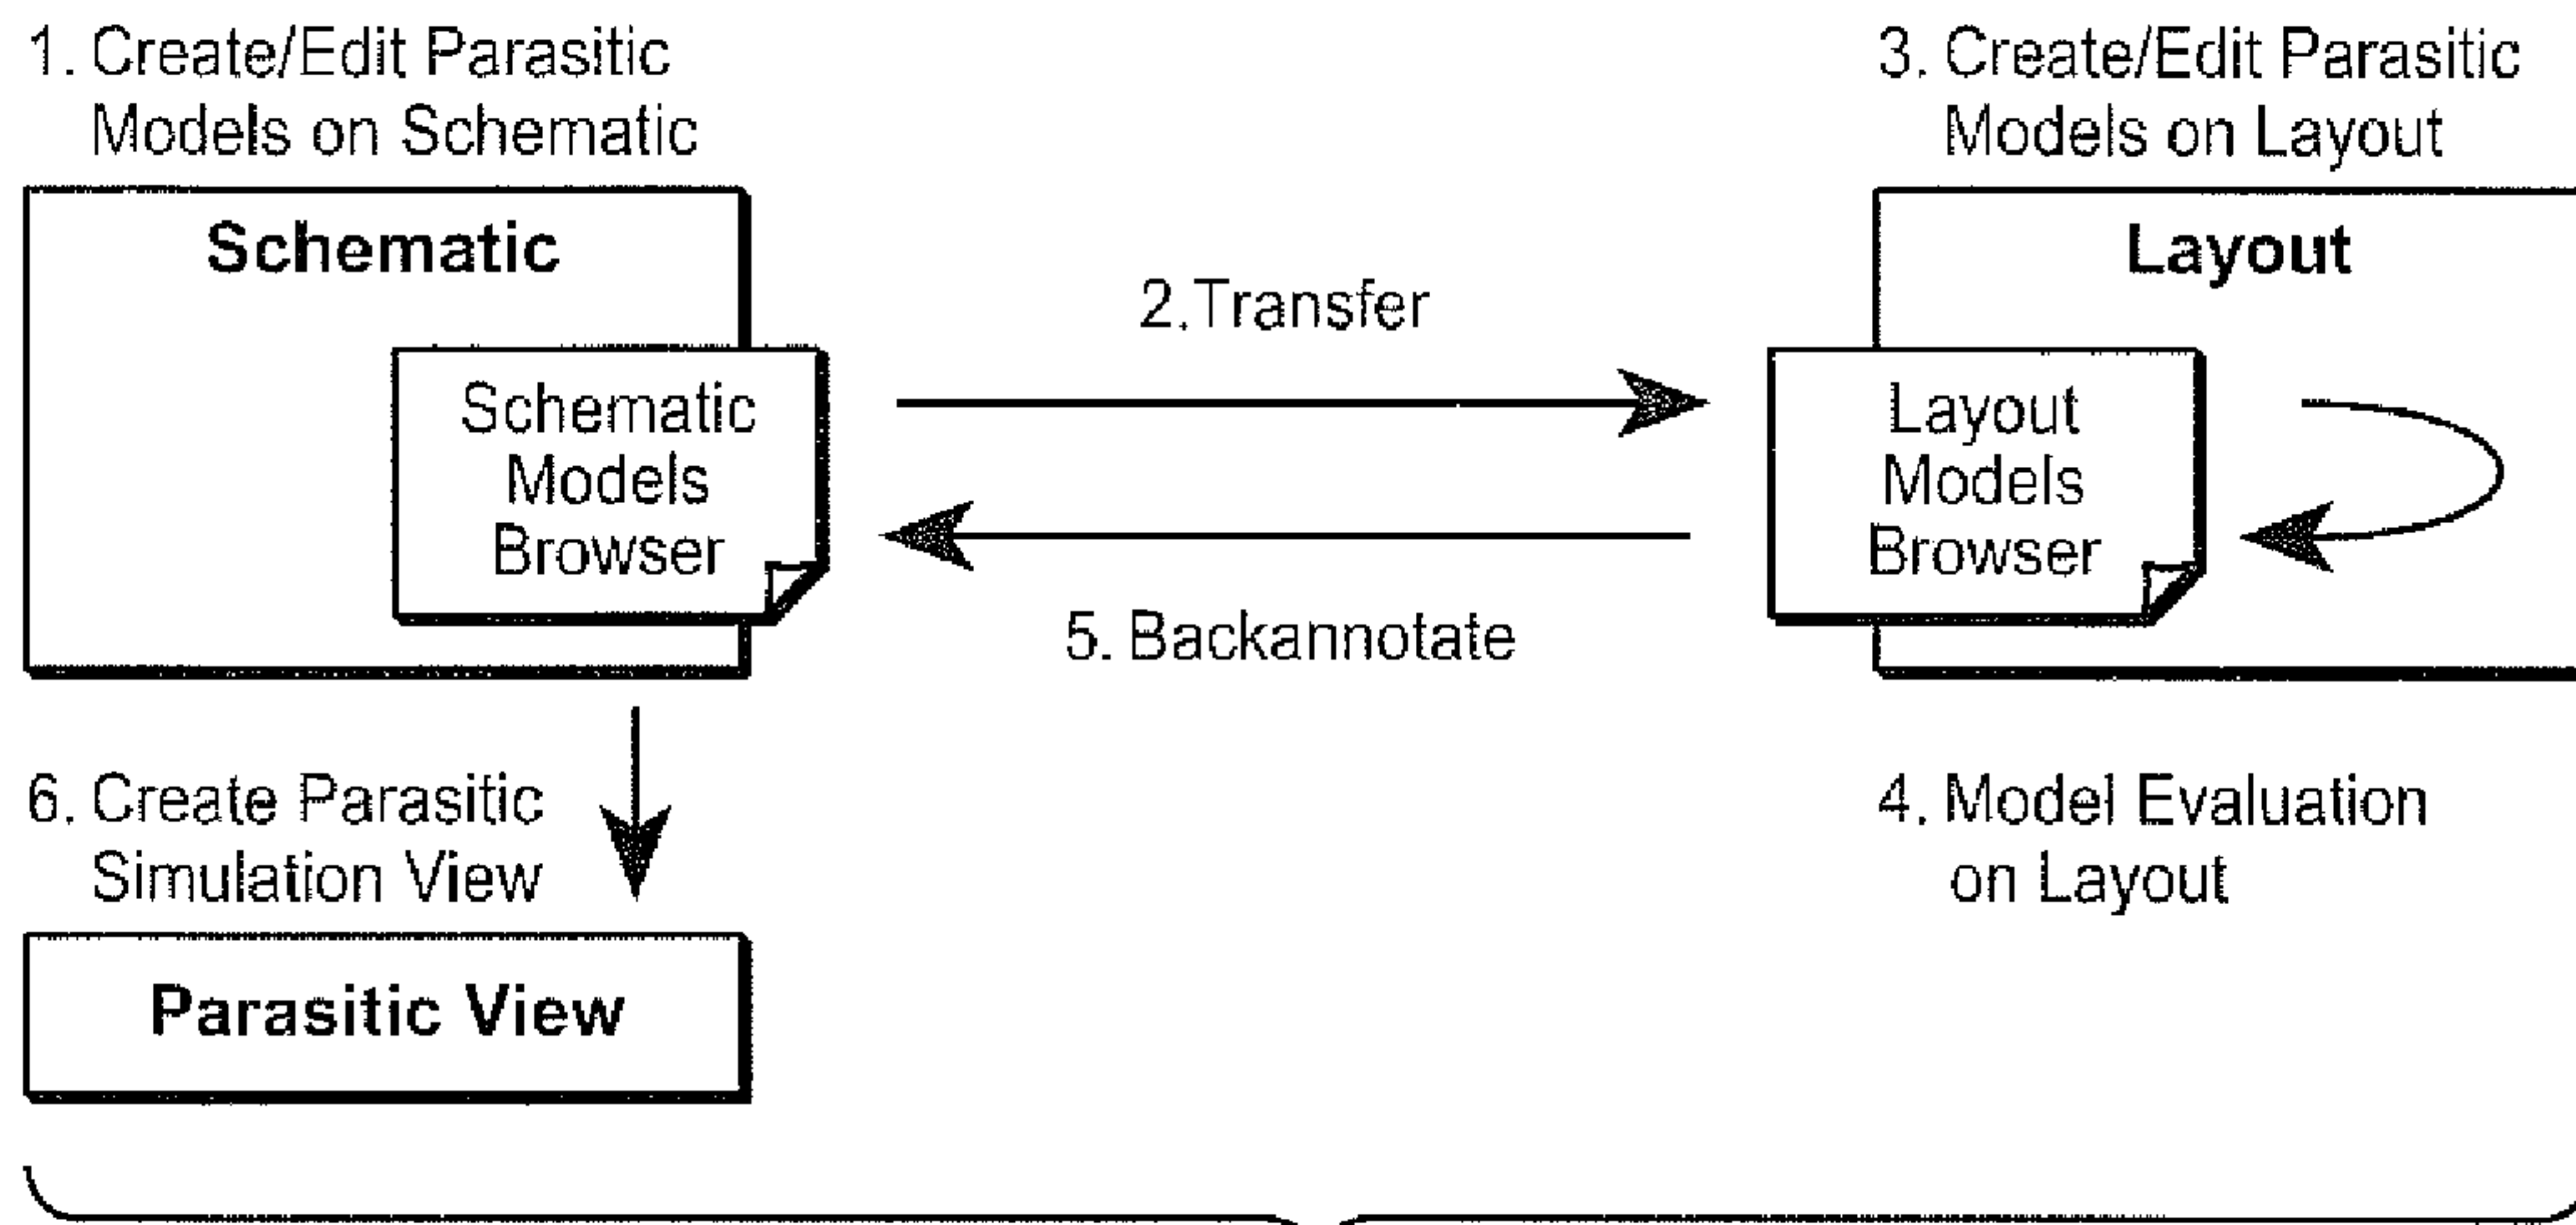 1. Create/Edit Parasitic
Models on Schematic
Schematic
Schematic
Models
Browser
2.Transfer
5. Backannotate
3. Create/Edit Parasitic
Models on Layout
Layout
Layout
Models
Browser
4. Model Evaluation
on Layout
6. Create Parasitic
Simulation View
Parasitic View